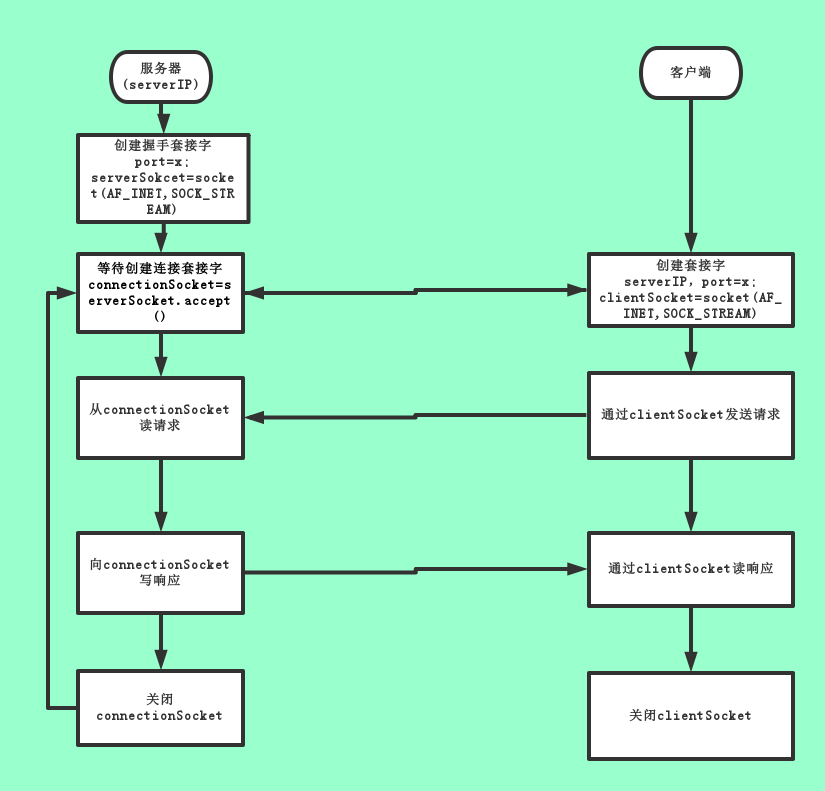 服务器
(serverIP)
创建握手套接字
port=x;
serverSokcet=socke
t(AF_INET,SOCK_STR
EAM)
等待创建连接套接字
connectionSocket=s
erverSocket.accept
()
从connectionSocket
读请求
向connectionSocket
写响应
关闭
connectionSocket
客户端
创建套接字
serverIP, port=x;
clientSocket=socket(AF_
INET,SOCK_STREAM)
通过clientSocket发送请求
通过clientSocket读响应
关闭clientSocket